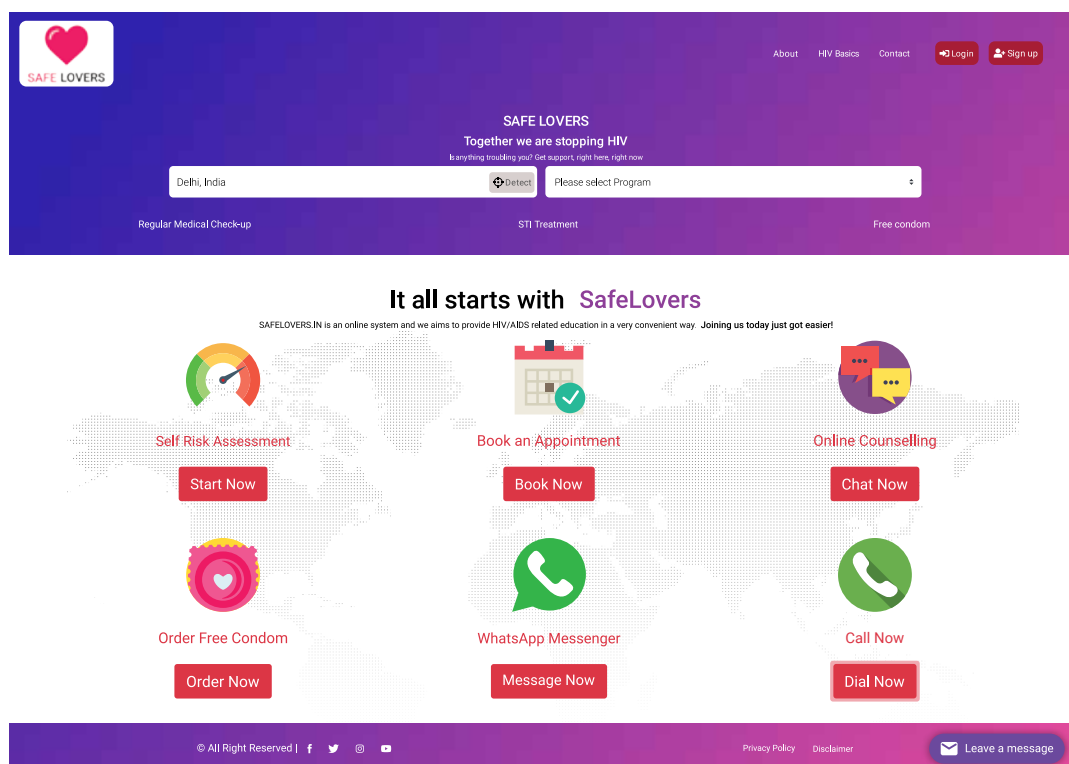 SAFE LOVERS
About HIV Basics Contact Login Sign up
SAFE LOVERS
Together we are stopping HIV
Is anything troubling you? Get support, right here, right now
Delhi, India Detect Please select Program
Regular Medical Check-up STI Treatment Free condom
It all starts with SafeLovers
SAFELOVERS.IN is an online system and we aims to provide HIV/AIDS related education in a very convenient way. Joining us today just got easier!
Self Risk Assessment Book an Appointment Online Counselling
Start Now Book Now Chat Now
Order Free Condom WhatsApp Messenger Call Now
Order Now Message Now Dial Now
© All Right Reserved | Privacy Policy Disclaimer Leave a message